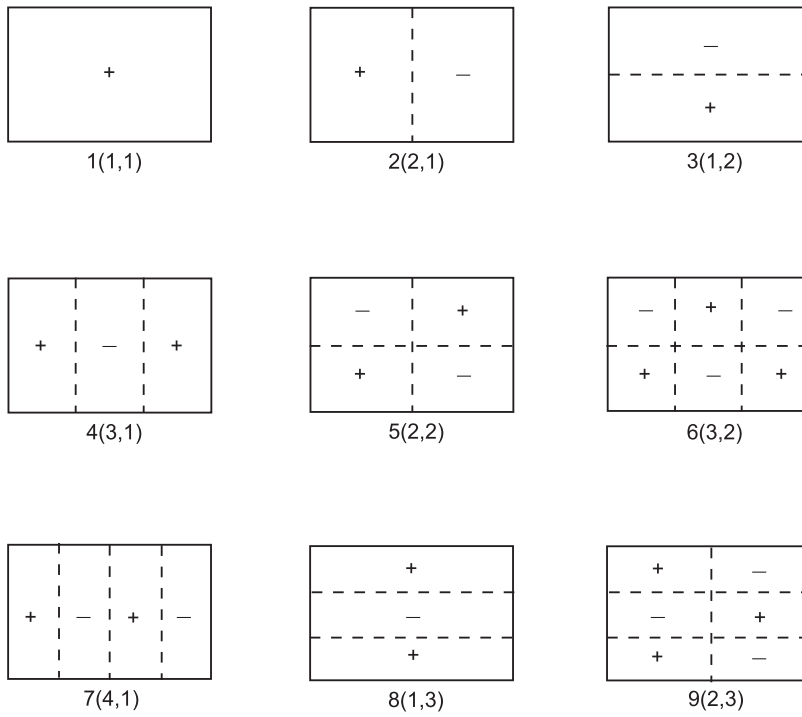 +
+ −
−
+
1(1,1) 2(2,1) 3(1,2)
+ − +
− +
+ −
− + −
+ − +
4(3,1) 5(2,2) 6(3,2)
+ − + −
+
−
+
+ −
− +
+ −
7(4,1) 8(1,3) 9(2,3)